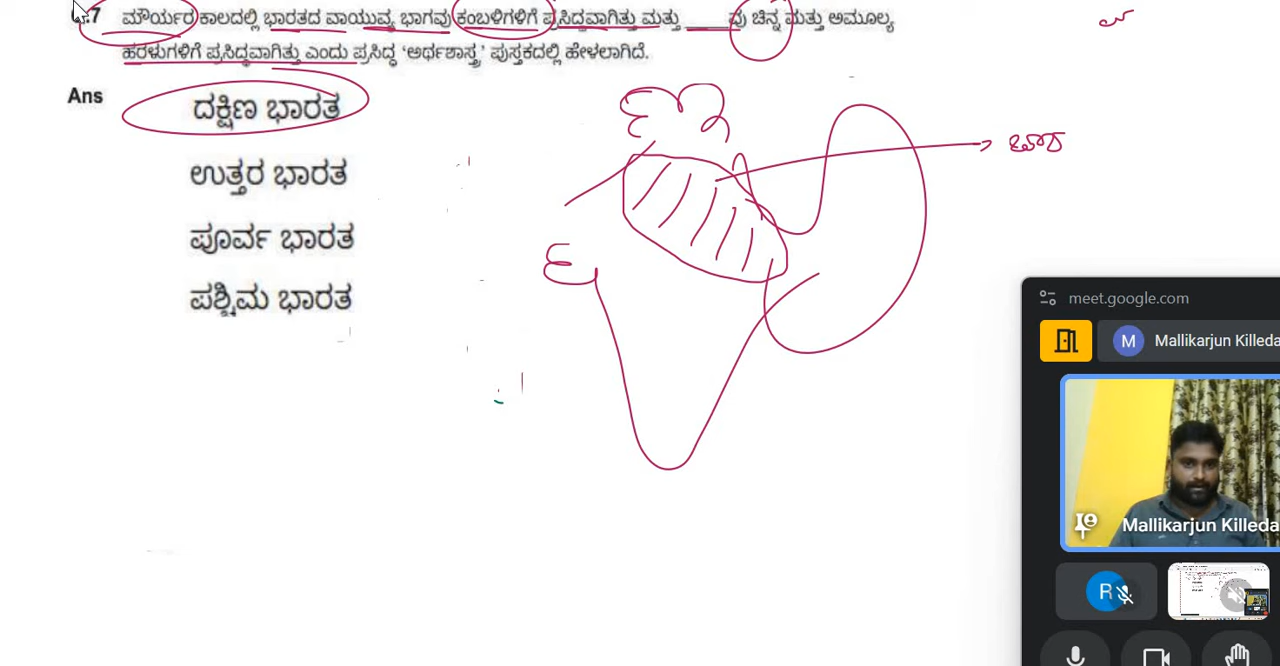 .7 ಮೌರ್ಯರ ಕಾಲದಲ್ಲಿ ಭಾರತದ ವಾಯುವ್ಯ ಭಾಗವು ಕಂಬಳಿಗಳಿಗೆ ಪ್ರಸಿದ್ಧವಾಗಿತ್ತು ಮತ್ತು ____ವು ಚಿನ್ನ ಮತ್ತು ಅಮೂಲ್ಯ
ಹರಳುಗಳಿಗೆ ಪ್ರಸಿದ್ಧವಾಗಿತ್ತು ಎಂದು ಪ್ರಸಿದ್ಧ 'ಅರ್ಥಶಾಸ್ತ್ರ' ಪುಸ್ತಕದಲ್ಲಿ ಹೇಳಲಾಗಿದೆ.
Ans ದಕ್ಷಿಣ ಭಾರತ
ಉತ್ತರ ಭಾರತ
ಪೂರ್ವ ಭಾರತ
ಪಶ್ಚಿಮ ಭಾರತ
meet.google.com
M Mallikarjun Killeda
Mallikarjun Killeda
R